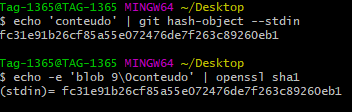 Tag-1365@TAG-1365 MINGW64 ~/Desktop
$ echo 'conteudo' | git hash-object --stdin
fc31e91b26cf85a55e072476de7f263c89260eb1
Tag-1365@TAG-1365 MINGW64 ~/Desktop
$ echo -e 'blob 9\0conteudo' | openssl sha1
(stdin)= fc31e91b26cf85a55e072476de7f263c89260eb1